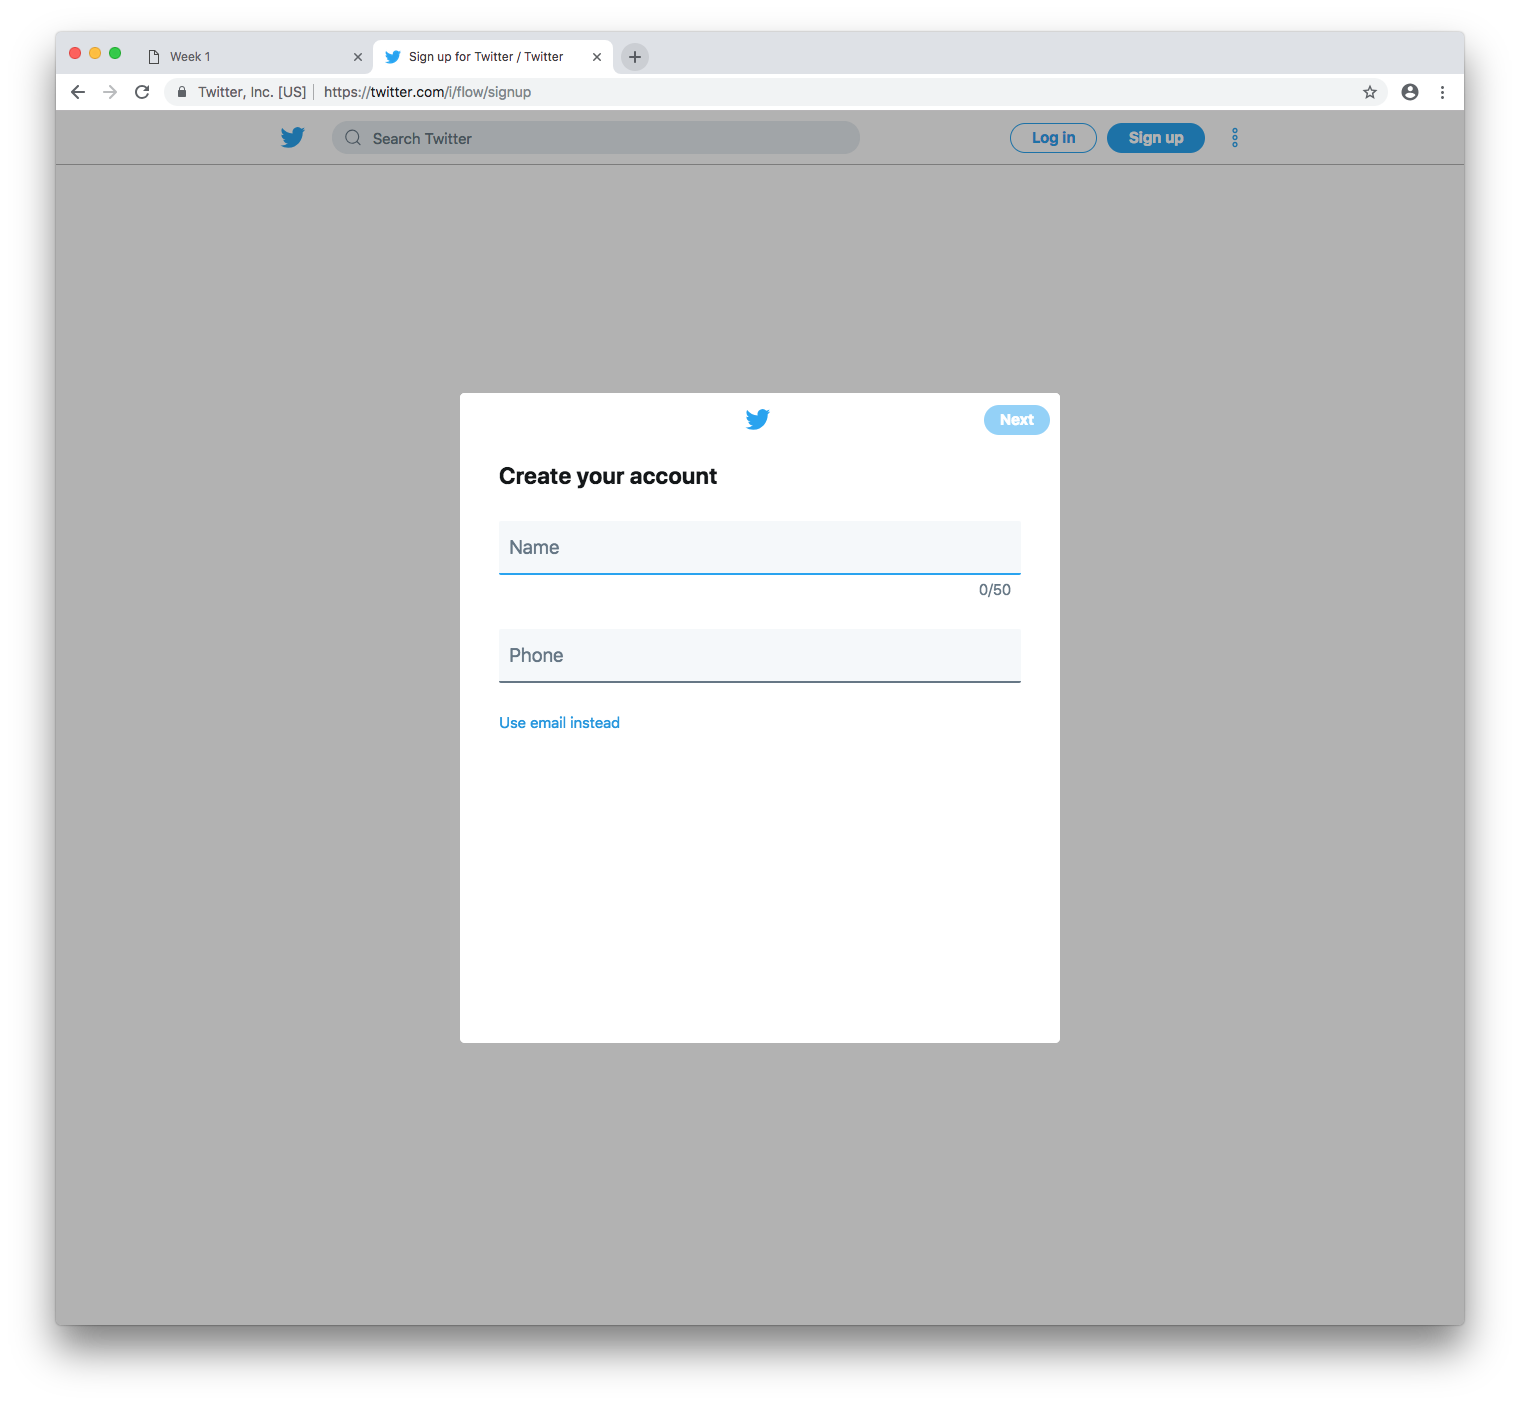 Week 1
Sign up for Twitter / Twitter
Twitter, Inc. [US] https://twitter.com/i/flow/signup
Search Twitter
Log in
Sign up
Next
Create your account
Name
0/50
Phone
Use email instead